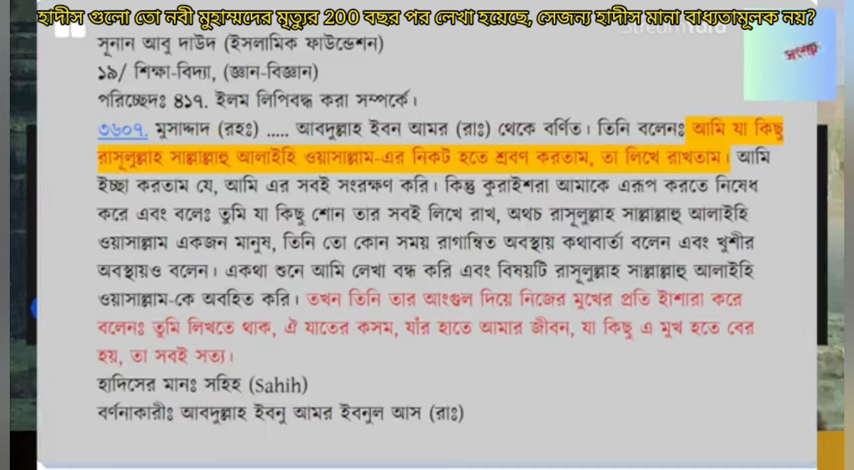 হাদীস গুলো তো নবী মুহাম্মদের মৃত্যুর 200 বছর পর লেখা হয়েছে, সেজন্য হাদীস মানা বাধ্যতামূলক নয়?
সূনান আবু দাউদ (ইসলামিক ফাউন্ডেশন)
১৯/ শিক্ষা-বিদ্যা, (জ্ঞান-বিজ্ঞান)
পরিচ্ছেদঃ ৪১৭. ইলম লিপিবদ্ধ করা সম্পর্কে।
৩৬০৭. মুসাদ্দাদ (রহঃ) ..... আবদুল্লাহ ইবন আমর (রাঃ) থেকে বর্ণিত। তিনি বলেনঃ আমি যা কিছু
রাসূলুল্লাহ সাল্লাল্লাহু আলাইহি ওয়াসাল্লাম-এর নিকট হতে শ্রবণ করতাম, তা লিখে রাখতাম। আমি
ইচ্ছা করতাম যে, আমি এর সবই সংরক্ষণ করি। কিন্তু কুরাইশরা আমাকে এরূপ করতে নিষেধ
করে এবং বলেঃ তুমি যা কিছু শোন তার সবই লিখে রাখ, অথচ রাসূলুল্লাহ সাল্লাল্লাহু আলাইহি
ওয়াসাল্লাম একজন মানুষ, তিনি তো কোন সময় রাগান্বিত অবস্থায় কথাবার্তা বলেন এবং খুশীর
অবস্থায়ও বলেন। একথা শুনে আমি লেখা বন্ধ করি এবং বিষয়টি রাসূলুল্লাহ সাল্লাল্লাহু আলাইহি
ওয়াসাল্লাম-কে অবহিত করি। তখন তিনি তার আংগুল দিয়ে নিজের মুখের প্রতি ইাশারা করে
বলেনঃ তুমি লিখতে থাক, ঐ যাতের কসম, যাঁর হাতে আমার জীবন, যা কিছু এ মুখ হতে বের
হয়, তা সবই সত্য।
হাদিসের মানঃ সহিহ (Sahih)
বর্ণনাকারীঃ আবদুল্লাহ ইবনু আমর ইবনুল আস (রাঃ)